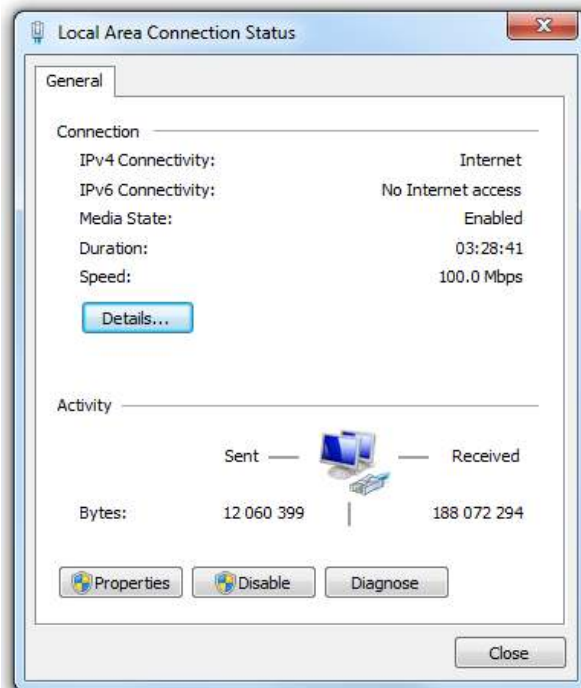 Local Area Connection Status
General
Connection
IPv4 Connectivity: Internet
IPv6 Connectivity: No Internet access
Media State: Enabled
Duration: 03:28:41
Speed: 100.0 Mbps
Details...
Activity
Sent Received
Bytes: 12 060 399 188 072 294
Properties Disable Diagnose
Close